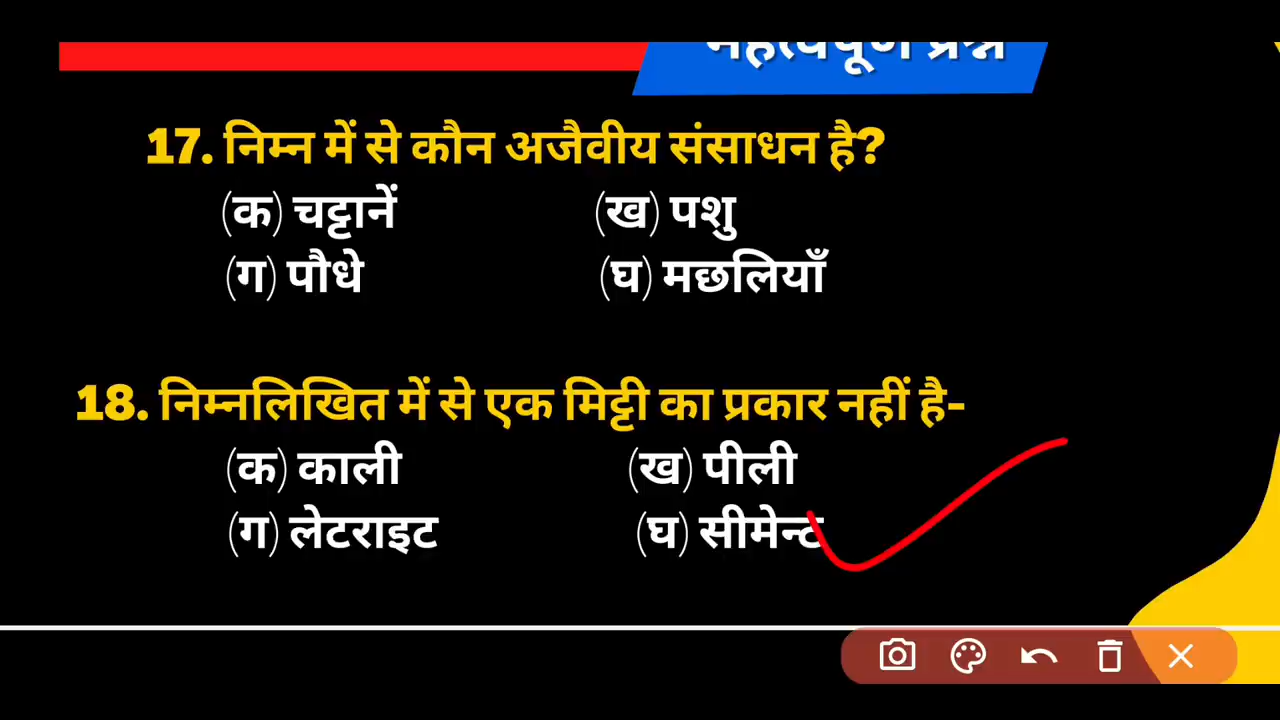 महत्वपूर्ण प्रश्न
17. निम्न में से कौन अजैवीय संसाधन है?
(क) चट्टानें (ख) पशु
(ग) पौधे (घ) मछलियाँ
18. निम्नलिखित में से एक मिट्टी का प्रकार नहीं है-
(क) काली (ख) पीली
(ग) लेटराइट (घ) सीमेन्ट